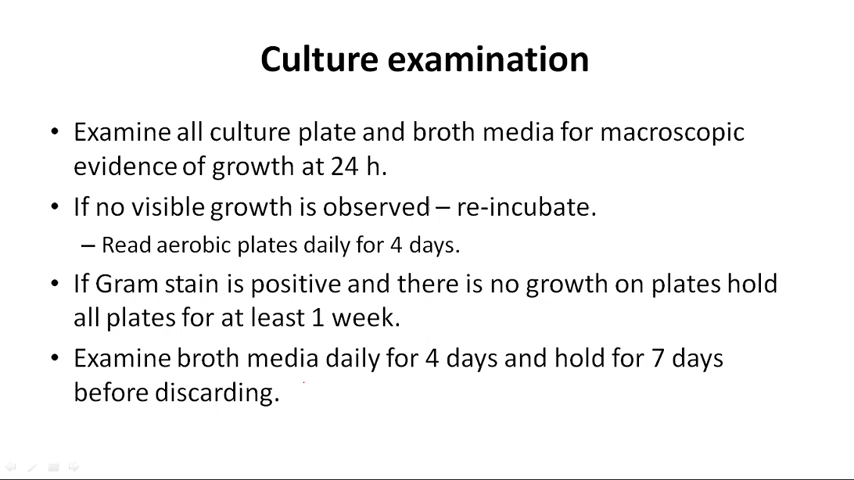 Culture examination
• Examine all culture plate and broth media for macroscopic
evidence of growth at 24 h.
• If no visible growth is observed – re-incubate.
– Read aerobic plates daily for 4 days.
• If Gram stain is positive and there is no growth on plates hold
all plates for at least 1 week.
• Examine broth media daily for 4 days and hold for 7 days
before discarding.